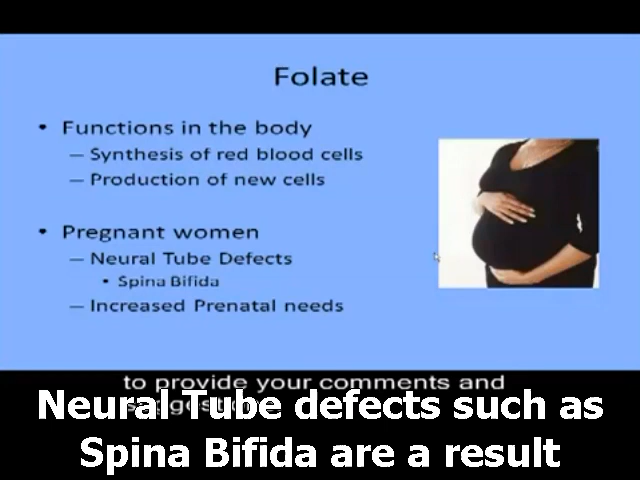 Folate
• Functions in the body
– Synthesis of red blood cells
– Production of new cells
• Pregnant women
– Neural Tube Defects
• Spina Bifida
– Increased Prenatal needs
to provide your comments and
Neural Tube defects such as
Spina Bifida are a result